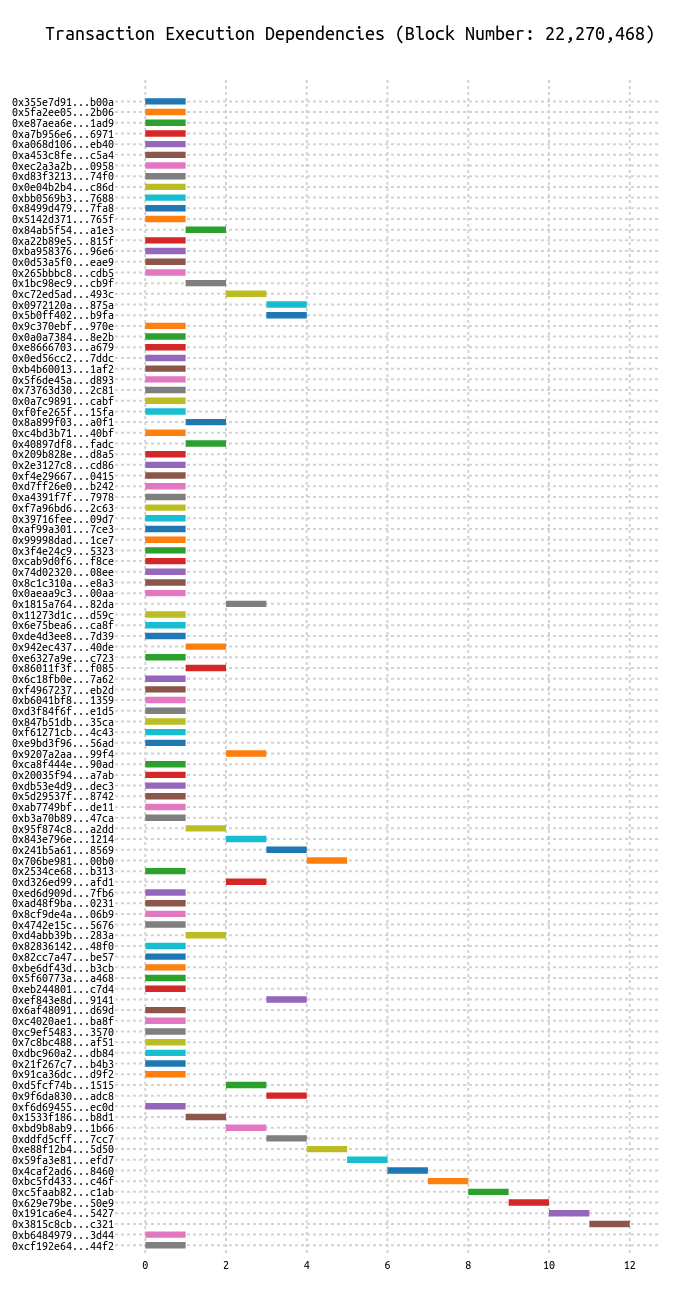 Transaction Execution Dependencies (Block Number: 22,270,468)
0x355e7d91...b00a
0x5fa2ee05...2b06
0xe87aea6e...1ad9
0xa7b956e6...6971
0xa068d106...eb40
0xa453c8fe...c5a4
0xec2a3a2b...0958
0xd83f3213...74f0
0x0e04b2b4...c86d
0xbb0569b3...7688
0x8499d479...7fa8
0x5142d371...765f
0x84ab5f54...a1e3
0xa22b89e5...815f
0xba958376...96e6
0x0d53a5f0...eae9
0x265bbbc8...cdb5
0x1bc98ec9...cb9f
0xc72ed5ad...493c
0x0972120a...875a
0x5b0ff402...b9fa
0x9c370ebf...970e
0x0a0a7384...8e2b
0xe8666703...a679
0x0ed56cc2...7ddc
0xb4b60013...1af2
0x5f6de45a...d893
0x73763d30...2c81
0x0a7c9891...cabf
0xf0fe265f...15fa
0x8a899f03...a0f1
0xc4bd3b71...40bf
0x40897df8...fadc
0x209b828e...d8a5
0x2e3127c8...cd86
0xf4e29667...0415
0xd7ff26e0...b242
0xa4391f7f...7978
0xf7a96bd6...2c63
0x39716fee...09d7
0xaf99a301...7ce3
0x99998dad...1ce7
0x3f4e24c9...5323
0xcab9d0f6...f8ce
0x74d02320...08ee
0x8c1c310a...e8a3
0x0aeaa9c3...00aa
0x1815a764...82da
0x11273d1c...d59c
0x6e75bea6...ca8f
0xde4d3ee8...7d39
0x942ec437...40de
0xe6327a9e...c723
0x86011f3f...f085
0x6c18fb0e...7a62
0xf4967237...eb2d
0xb6041bf8...1359
0xd3f84f6f...e1d5
0x847b51db...35ca
0xf61271cb...4c43
0xe9bd3f96...56ad
0x9207a2aa...99f4
0xca8f444e...90ad
0x20035f94...a7ab
0xdb53e4d9...dec3
0x5d29537f...8742
0xab7749bf...de11
0xb3a70b89...47ca
0x95f874c8...a2dd
0x843e796e...1214
0x241b5a61...8569
0x706be981...00b0
0x2534ce68...b313
0xd326ed99...afd1
0xed6d909d...7fb6
0xad48f9ba...0231
0x8cf9de4a...06b9
0x4742e15c...5676
0xd4abb39b...283a
0x82836142...48f0
0x82cc7a47...be57
0xbe6df43d...b3cb
0x5f60773a...a468
0xeb244801...c7d4
0xef843e8d...9141
0x6af48091...d69d
0xc4020ae1...ba8f
0xc9ef5483...3570
0x7c8bc488...af51
0xdbc960a2...db84
0x21f267c7...b4b3
0x91ca36dc...d9f2
0xd5fcf74b...1515
0x9f6da830...adc8
0xf6d69455...ec0d
0x1533f186...b8d1
0xbd9b8ab9...1b66
0xddfd5cff...7cc7
0xe88f12b4...5d50
0x59fa3e81...efd7
0x4caf2ad6...8460
0xbc5fd433...c46f
0xc5faab82...c1ab
0x629e79be...50e9
0x191ca6e4...5427
0x3815c8cb...c321
0xb6484979...3d44
0xcf192e64...44f2
0 2 4 6 8 10 12